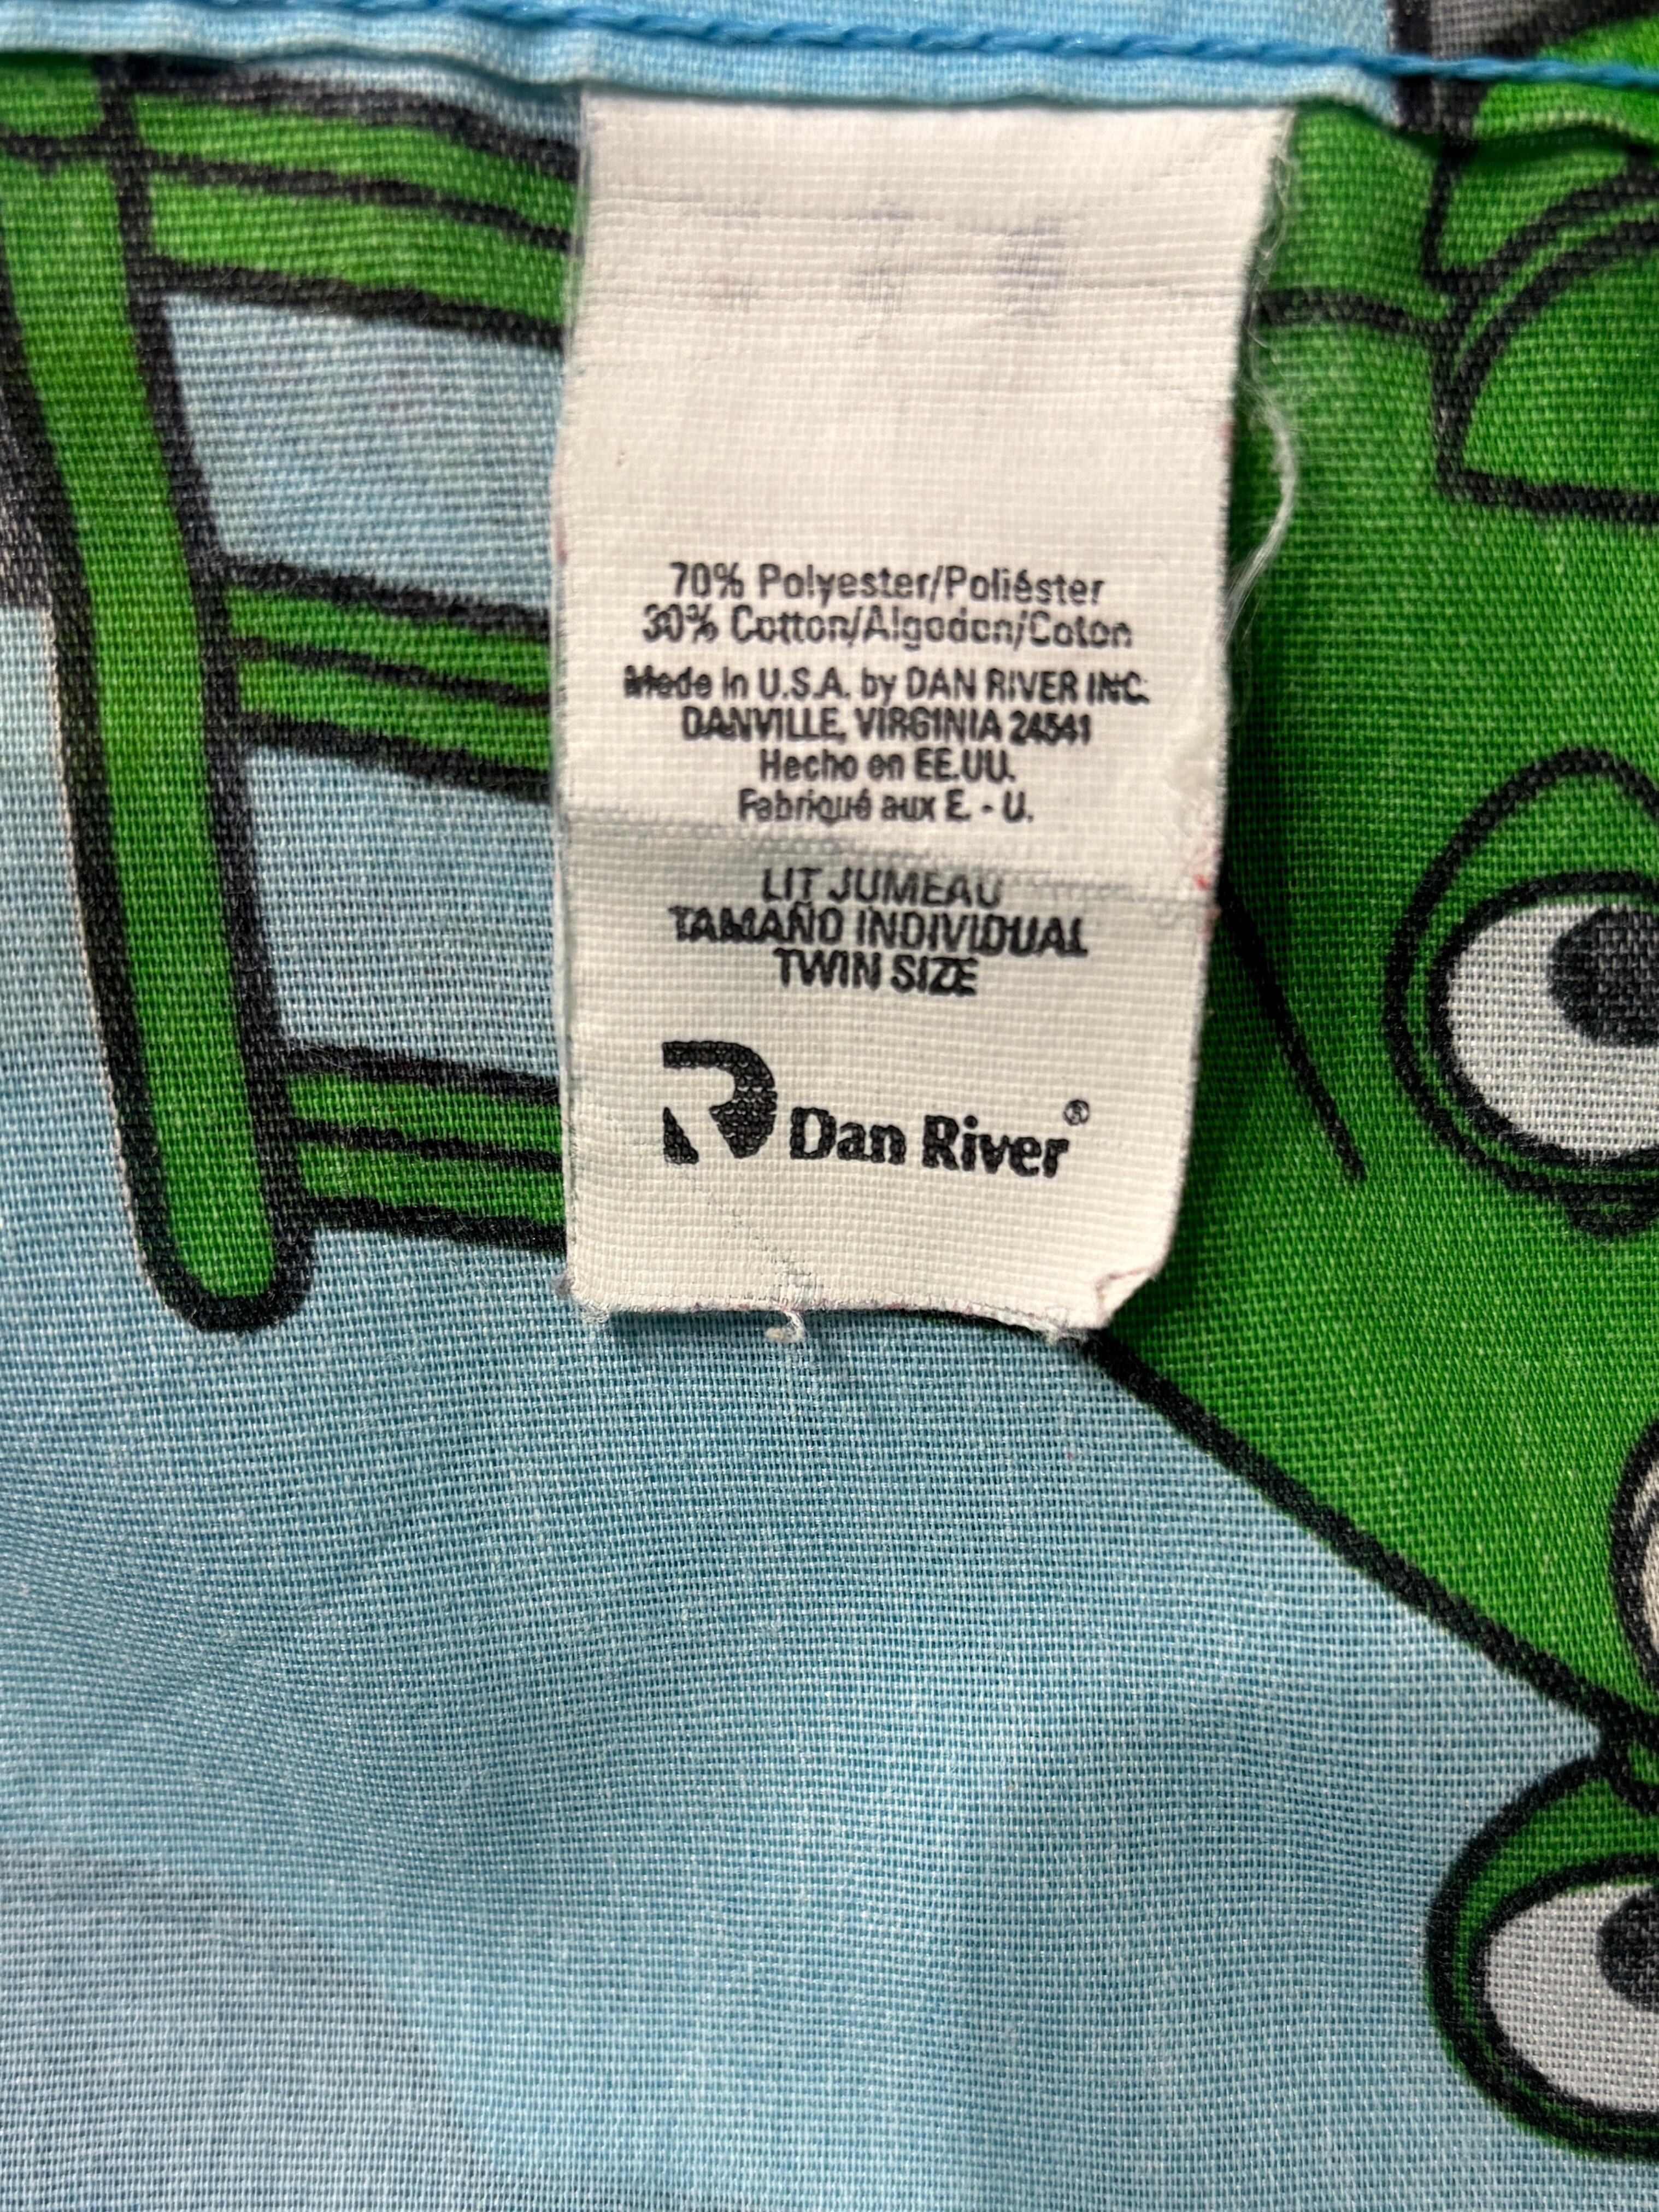 70% Polyester/Poliéster
30% Cotton/Algodón/Coton
Made in U.S.A. by DAN RIVER INC.
DANVILLE, VIRGINIA 24541
Hecho en EE.UU.
Fabriqué aux E. - U.
LIT JUMEAU
TAMAÑO INDIVIDUAL
TWIN SIZE
Dan River®